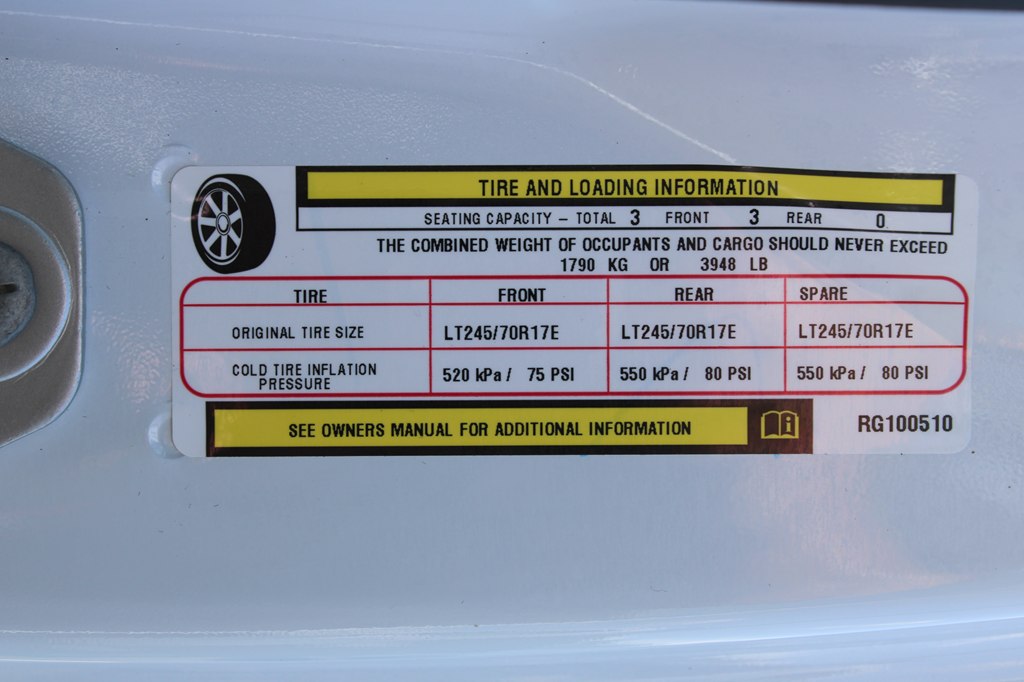 TIRE AND LOADING INFORMATION
SEATING CAPACITY – TOTAL 3 FRONT 3 REAR 0
THE COMBINED WEIGHT OF OCCUPANTS AND CARGO SHOULD NEVER EXCEED
1790 KG OR 3948 LB
TIRE FRONT REAR SPARE
ORIGINAL TIRE SIZE LT245/70R17E LT245/70R17E LT245/70R17E
COLD TIRE INFLATION
PRESSURE 520 kPa / 75 PSI 550 kPa / 80 PSI 550 kPa / 80 PSI
SEE OWNERS MANUAL FOR ADDITIONAL INFORMATION
RG100510